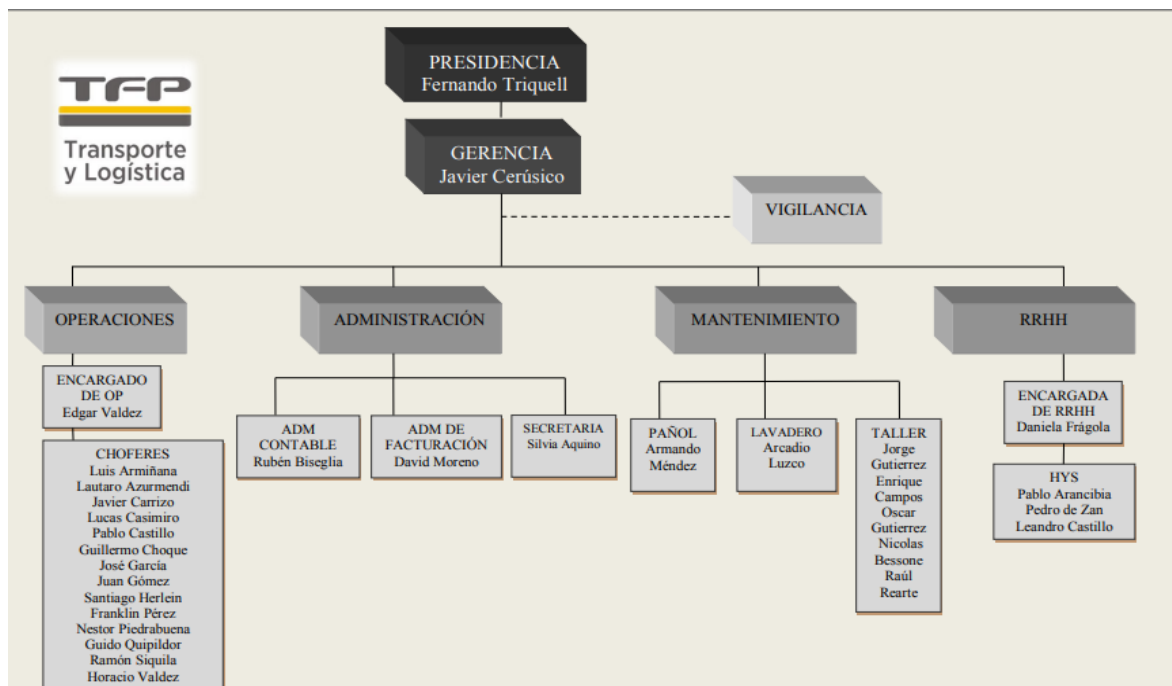 TFP
Transporte
y Logística
PRESIDENCIA
Fernando Triquell
GERENCIA
Javier Cerúsico
VIGILANCIA
OPERACIONES
ADMINISTRACIÓN
MANTENIMIENTO
RRHH
ENCARGADO
DE OP
Edgar Valdez
CHOFERES
Luis Armiñana
Lautaro Azurmendi
Javier Carrizo
Lucas Casimiro
Pablo Castillo
Guillermo Choque
José García
Juan Gómez
Santiago Herlein
Franklin Pérez
Nestor Piedrabuena
Guido Quipildor
Ramón Siquila
Horacio Valdez
ADM
CONTABLE
Rubén Biseglia
ADM DE
FACTURACIÓN
David Moreno
SECRETARIA
Silvia Aquino
PAÑOL
Armando
Méndez
LAVADERO
Arcadio
Luzco
TALLER
Jorge
Gutierrez
Enrique
Campos
Oscar
Gutierrez
Nicolas
Bessone
Raúl
Rearte
ENCARGADA
DE RRHH
Daniela Frágola
HYS
Pablo Arancibia
Pedro de Zan
Leandro Castillo